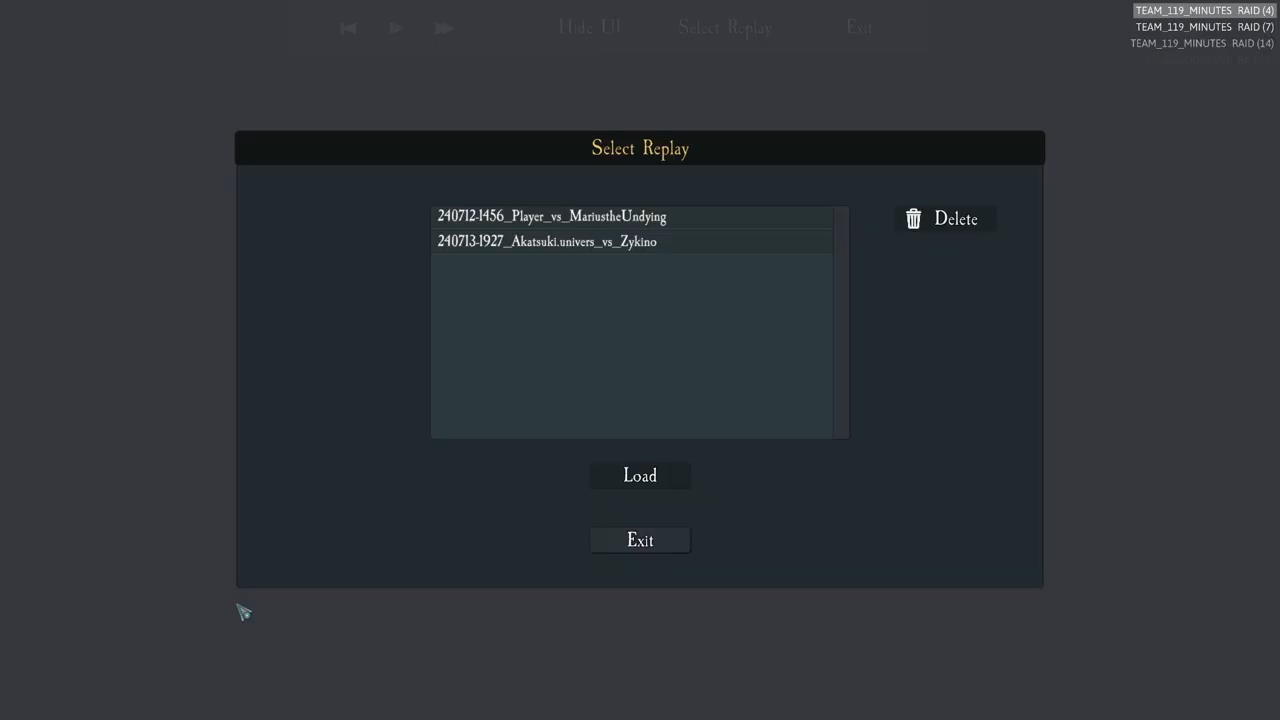 TEAM_119_MINUTES RAID (4)
Hide UI Select Replay Exit
TEAM_119_MINUTES RAID (7)
TEAM_119_MINUTES RAID (14)
Select Replay
240712-1456_Player_vs_MariustheUndying
Delete
240713-1927_Akatsuki.univers_vs_Zykino
Load
Exit